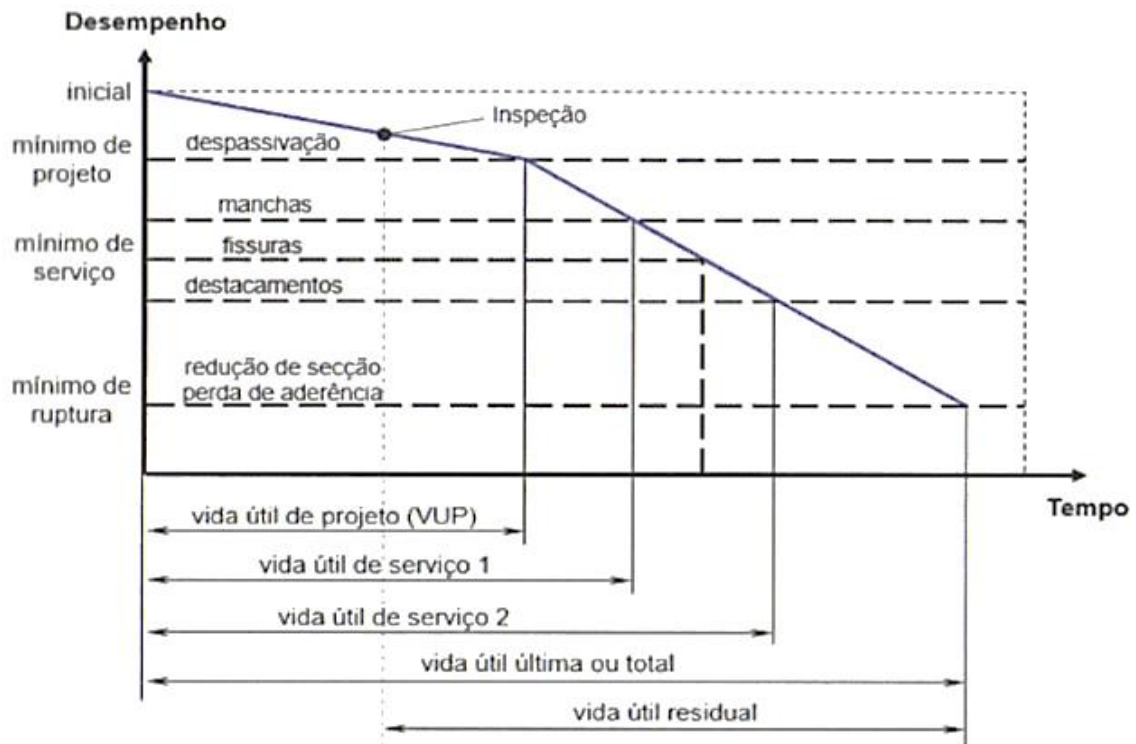 Desempenho
inicial
Inspeção
mínimo de
projeto
despassivação
manchas
mínimo de
serviço
fissuras
destacamentos
redução de secção
perda de aderência
mínimo de
ruptura
Tempo
vida útil de projeto (VUP)
vida útil de serviço 1
vida útil de serviço 2
vida útil última ou total
vida útil residual